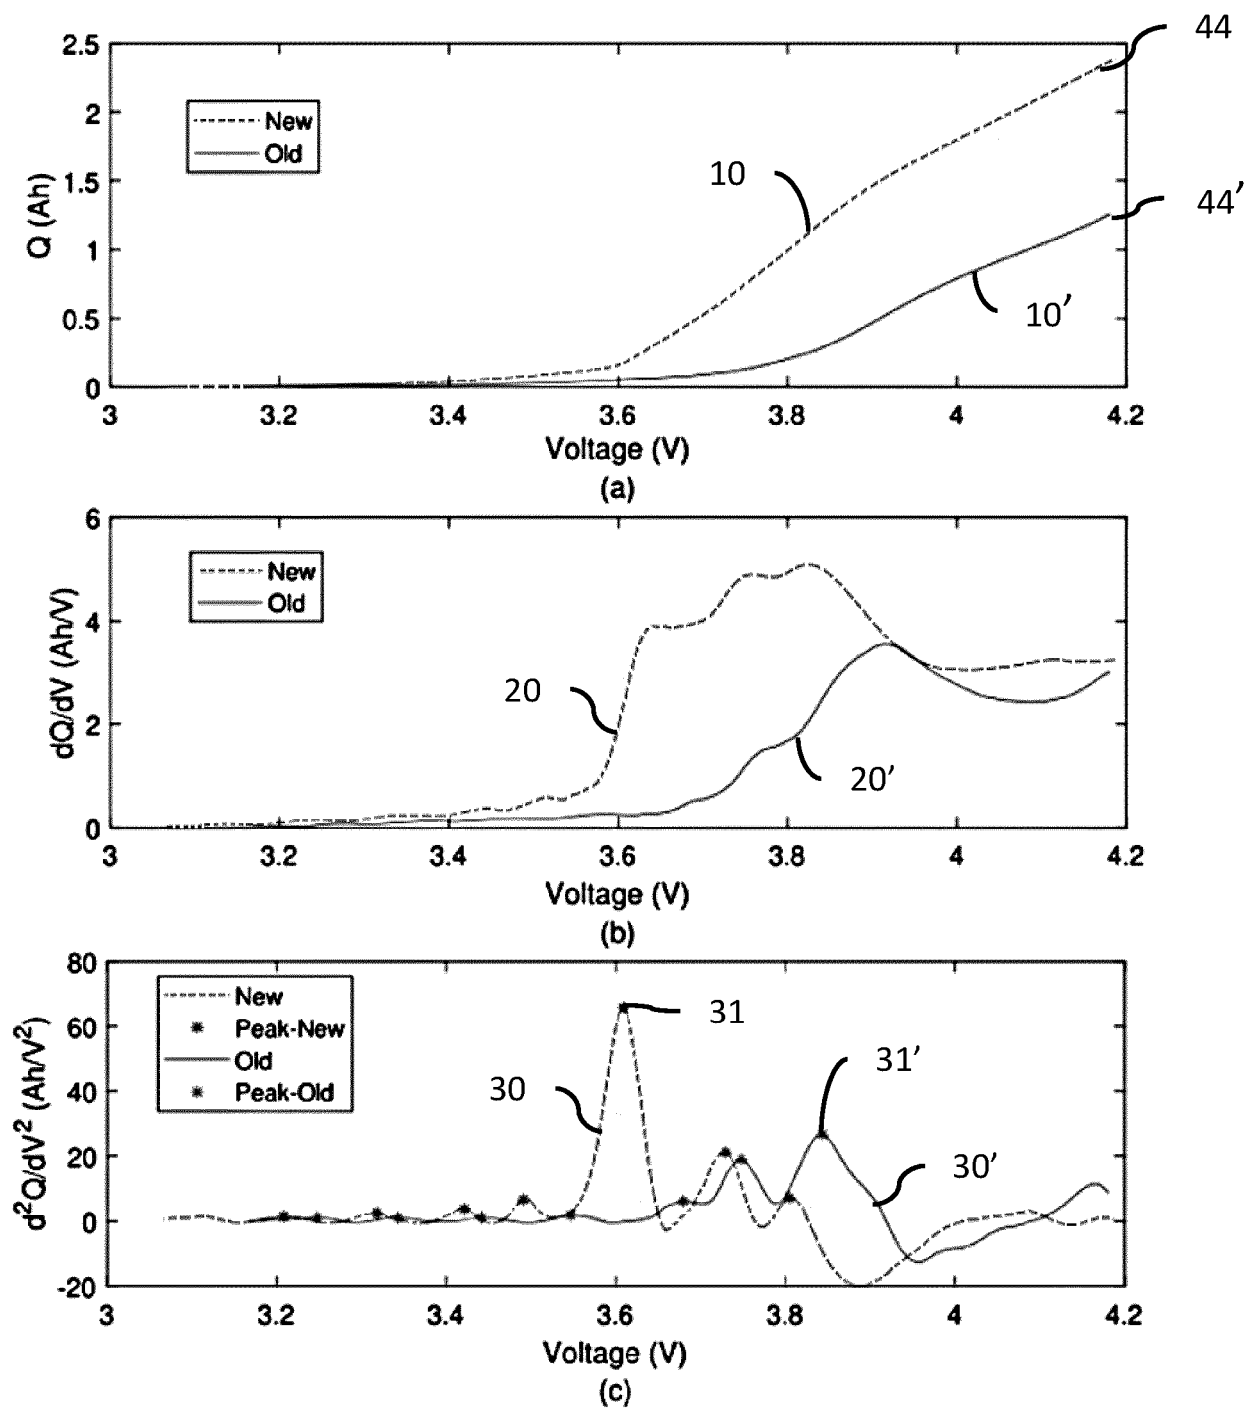 44
2.5
New
Old
2
10
1.5
44'
Q (Ah)
1
10'
0.5
0
3 3.2 3.4 3.6 3.8 4 4.2
Voltage (V)
(a)
6
New
Old
4
dQ/dV (Ah/V)
20
2
20'
0
3 3.2 3.4 3.6 3.8 4 4.2
Voltage (V)
(b)
80
New
Peak-New
Old
Peak-Old
31
60
31'
d²Q/dV² (Ah/V²)
30
40
20
30'
0
-20
3 3.2 3.4 3.6 3.8 4 4.2
Voltage (V)
(c)